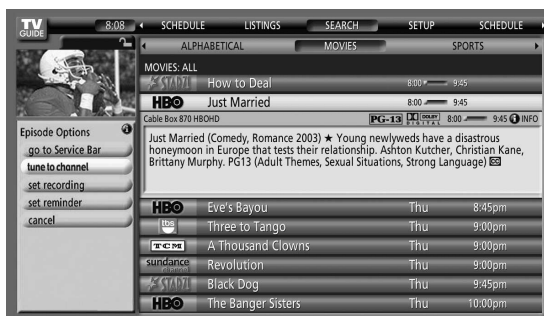 TV GUIDE
8:08
SCHEDULE LISTINGS SEARCH SETUP SCHEDULE
ALPHABETICAL MOVIES SPORTS
MOVIES: ALL
STARZ! How to Deal 8:00 9:45
HBO Just Married 8:00 9:45
Cable Box 870 HBOHD PG-13 DOLBY DIGITAL 8:00 9:45 INFO
Just Married (Comedy, Romance 2003) ★ Young newlyweds have a disastrous
honeymoon in Europe that tests their relationship. Ashton Kutcher, Christian Kane,
Brittany Murphy. PG13 (Adult Themes, Sexual Situations, Strong Language) CC
Episode Options
go to Service Bar
tune to channel
set recording
set reminder
cancel
HBO Eve's Bayou Thu 8:45pm
tbs Three to Tango Thu 9:00pm
TCM A Thousand Clowns Thu 9:00pm
sundance channel Revolution Thu 9:00pm
STARZ! Black Dog Thu 9:45pm
HBO The Banger Sisters Thu 10:00pm